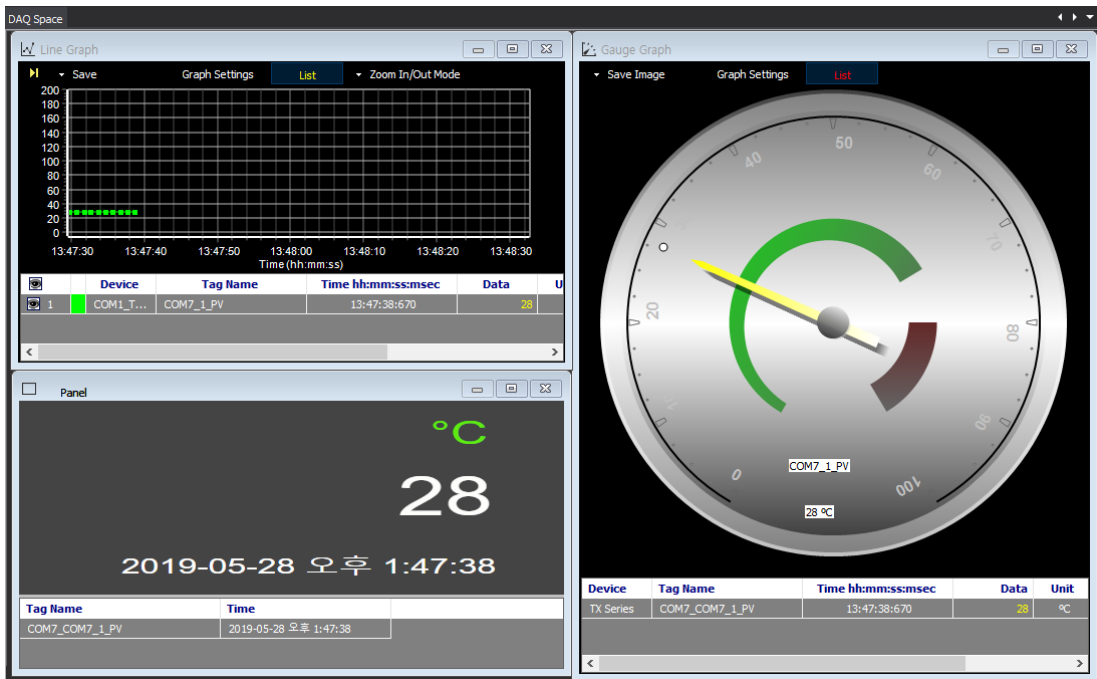 DAQ Space
Line Graph
Save Graph Settings List Zoom In/Out Mode
200
180
160
140
120
100
80
60
40
20
0
13:47:30 13:47:40 13:47:50 13:48:00 13:48:10 13:48:20 13:48:30
Time(hh:mm:ss)
Device Tag Name Time hh:mm:ss:msec Data U
1 COM1_T... COM7_1_PV 13:47:38:670 28
Panel
°C
28
2019-05-28 오후 1:47:38
Tag Name Time
COM7_COM7_1_PV 2019-05-28 오후 1:47:38
Gauge Graph
Save Image Graph Settings List
0
10
20
40
50
60
70
80
90
100
COM7_1_PV
28 ºC
Device Tag Name Time hh:mm:ss:msec Data Unit
TX Series COM7_COM7_1_PV 13:47:38:670 28 ºC